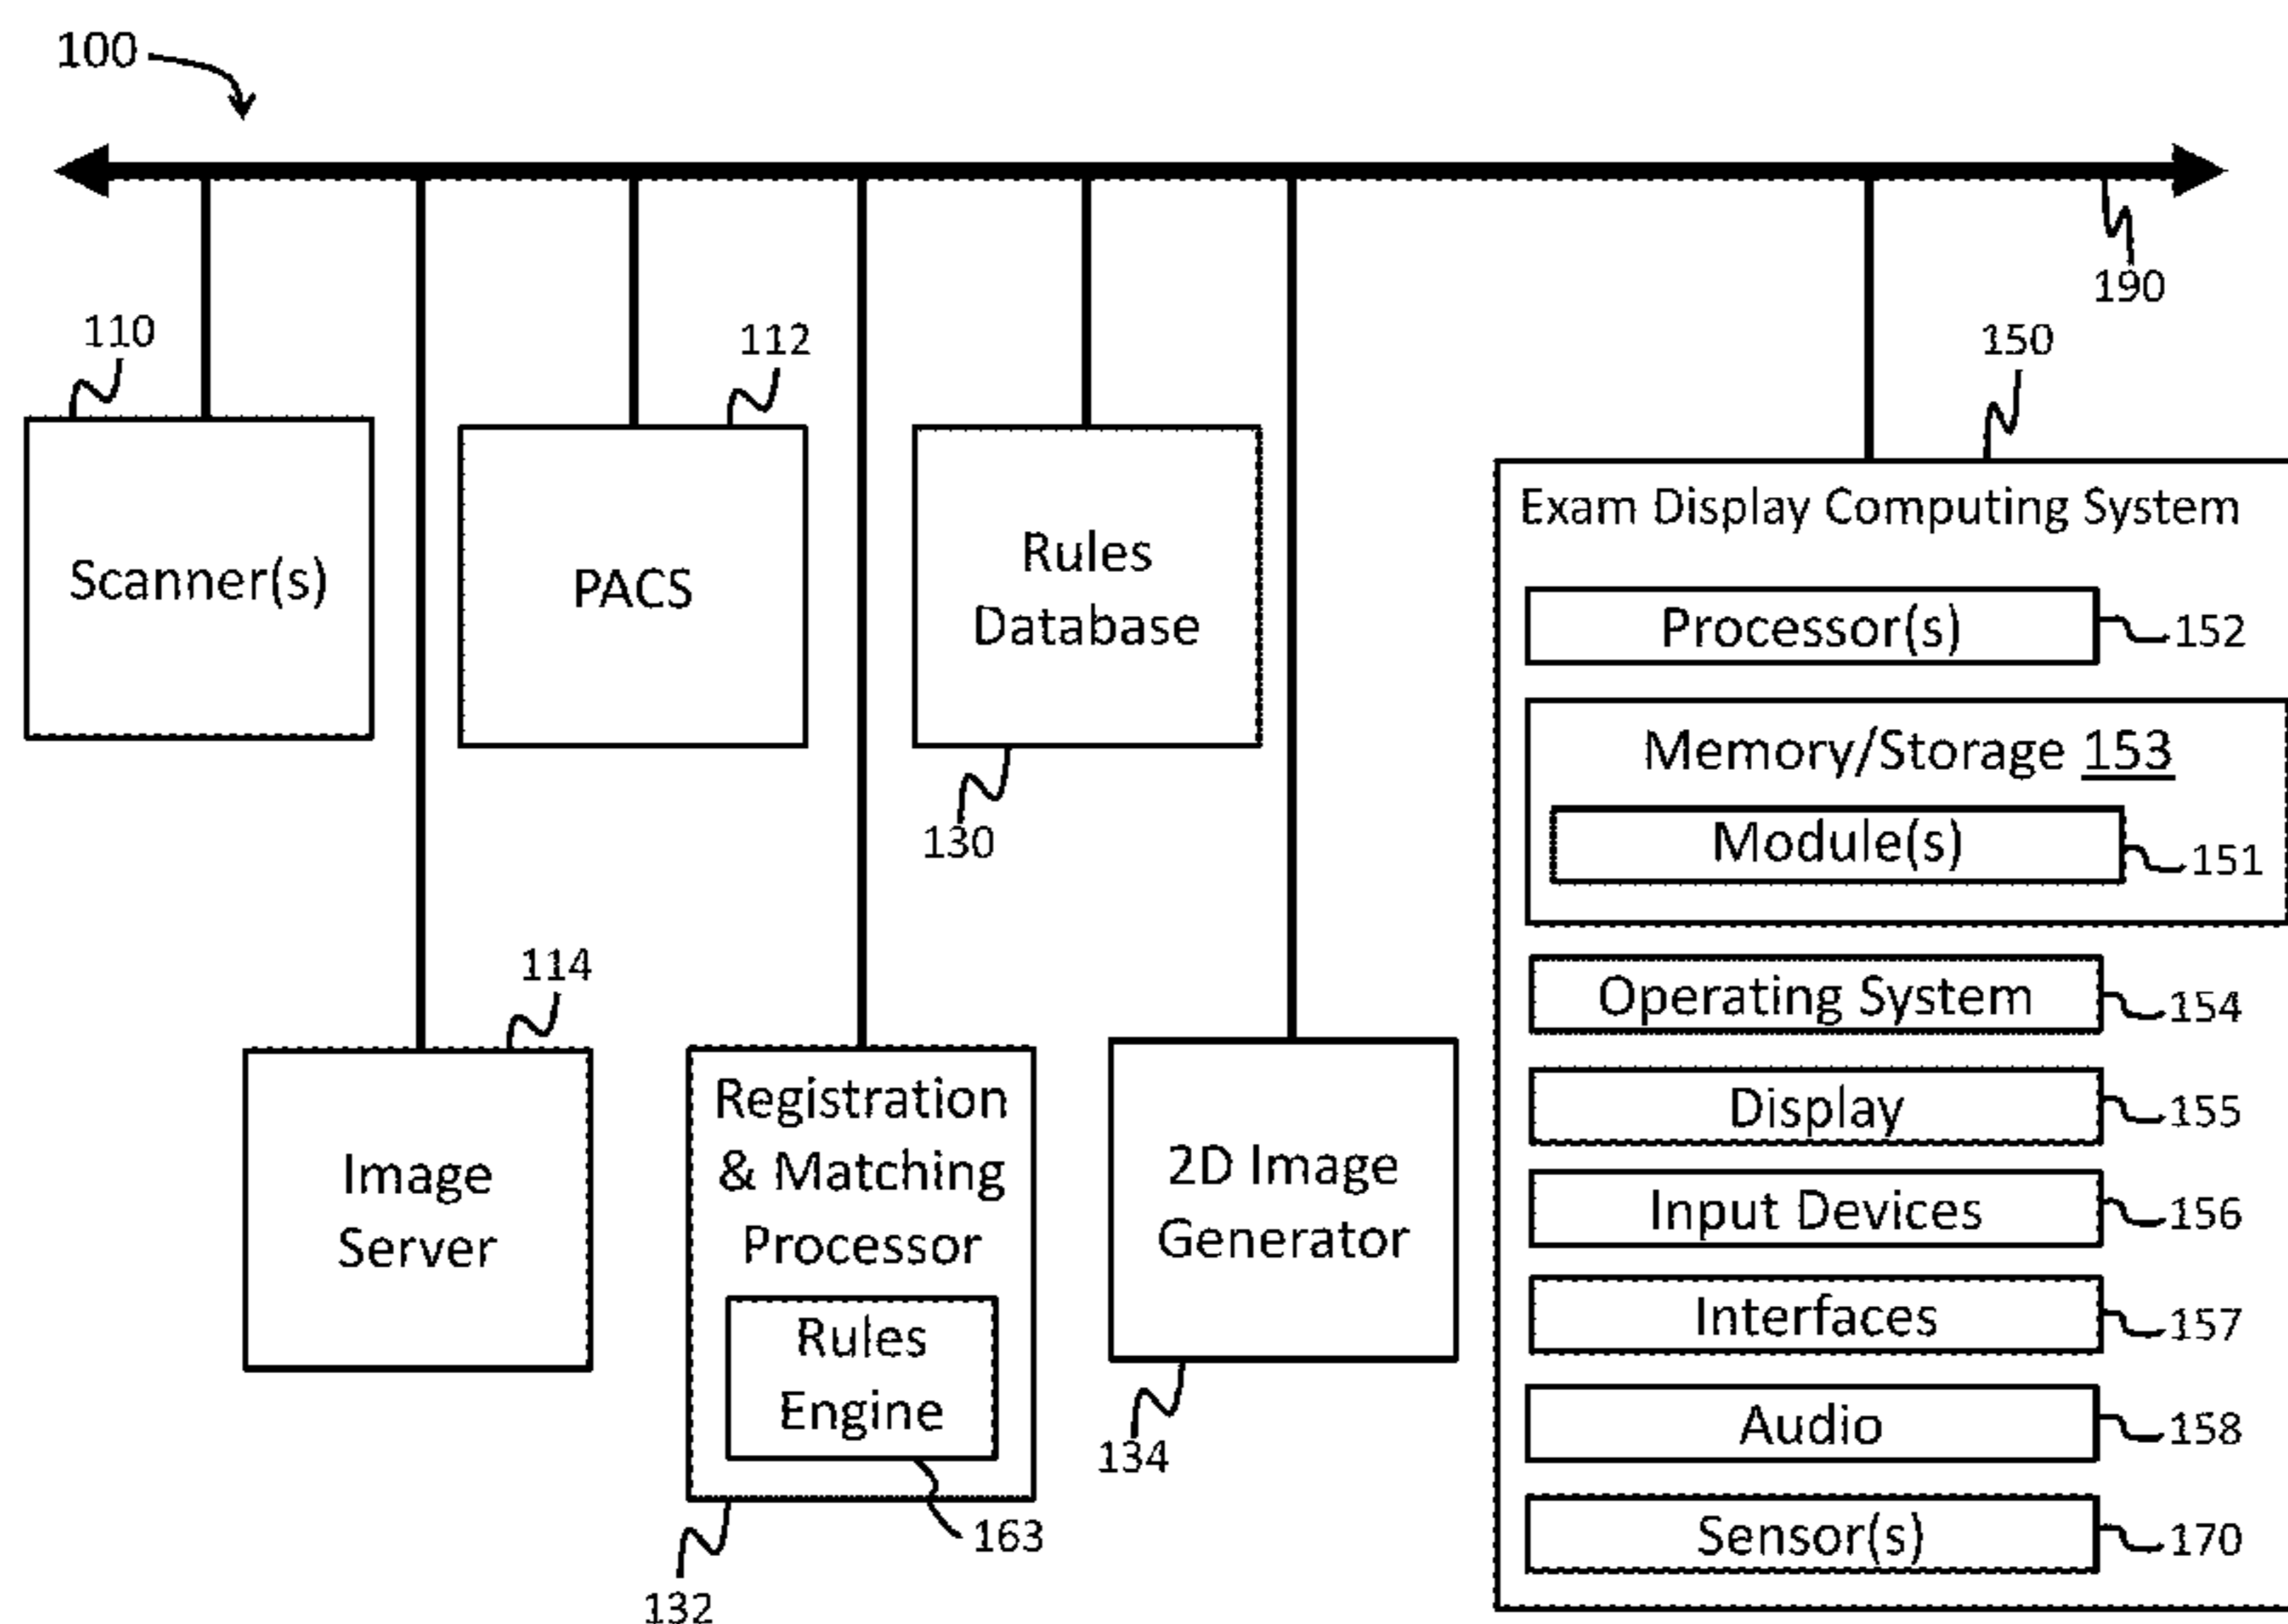 100
190
110
112
150
Scanner(s)
PACS
Rules
Database
130
114
Image
Server
Registration
& Matching
Processor
Rules
Engine
163
132
2D Image
Generator
134
Exam Display Computing System
Processor(s)
152
Memory/Storage 153
Module(s)
151
Operating System
154
Display
155
Input Devices
156
Interfaces
157
Audio
158
Sensor(s)
170